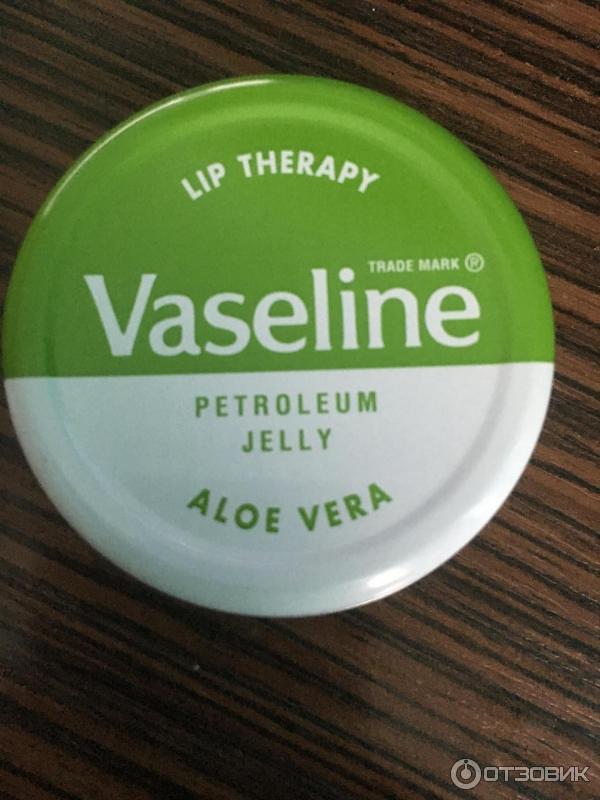 LIP THERAPY
TRADE MARK ®
Vaseline
PETROLEUM
JELLY
ALOE VERA
ОТЗОВИК